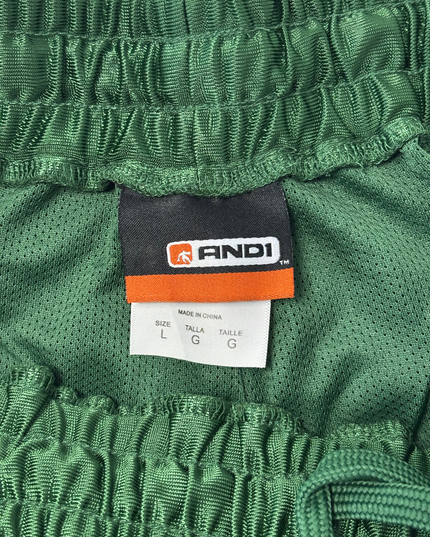 AND1
TM
MADE IN CHINA
SIZE TALLA TAILLE
L G G